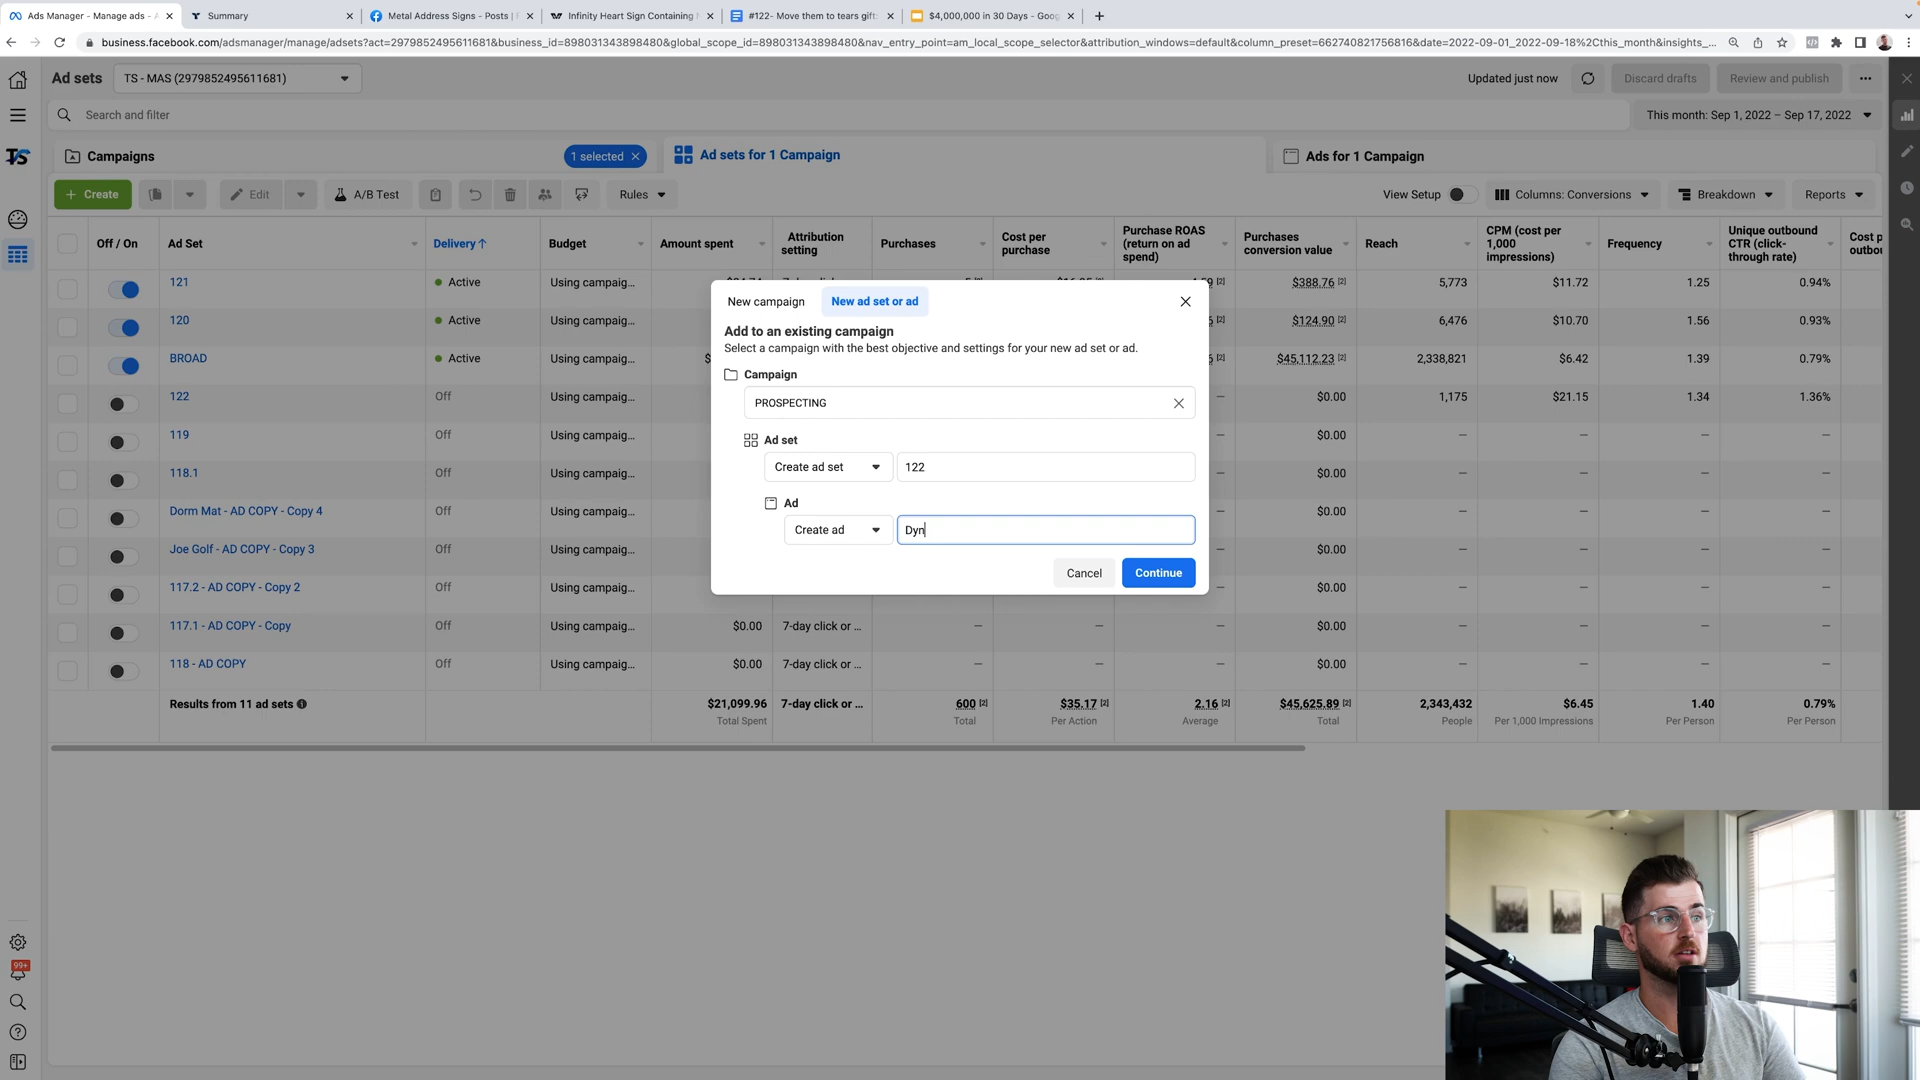 Ads Manager - Manage ads - A
Summary
Metal Address Signs - Posts | F
Infinity Heart Sign Containing
#122- Move them to tears gift:
$4,000,000 in 30 Days - Goog
business.facebook.com/adsmanager/manage/adsets?act=2979852495611681&business_id=898031343898480&global_scope_id=898031343898480&nav_entry_point=am_local_scope_selector&attribution_windows=default&column_preset=662740821756816&date=2022-09-01_2022-09-18%2Cthis_month&insights_...
Ad sets
TS - MAS (2979852495611681)
Updated just now
Discard drafts
Review and publish
Search and filter
This month: Sep 1, 2022 – Sep 17, 2022
TS
Campaigns
1 selected
Ad sets for 1 Campaign
Ads for 1 Campaign
+ Create
Edit
A/B Test
Rules
View Setup
Columns: Conversions
Breakdown
Reports
Off / On
Ad Set
Delivery ↑
Budget
Amount spent
Attribution setting
Purchases
Cost per purchase
Purchase ROAS (return on ad spend)
Purchases conversion value
Reach
CPM (cost per 1,000 impressions)
Frequency
Unique outbound CTR (click-through rate)
Cost p
outbou
121
Active
Using campaig...
$388.76 [2]
5,773
$11.72
1.25
0.94%
120
Active
Using campaig...
$124.90 [2]
6,476
$10.70
1.56
0.93%
BROAD
Active
Using campaig...
$45,112.23 [2]
2,338,821
$6.42
1.39
0.79%
122
Off
Using campaig...
—
$0.00
1,175
$21.15
1.34
1.36%
119
Off
Using campaig...
—
$0.00
—
—
—
—
118.1
Off
Using campaig...
—
$0.00
—
—
—
—
Dorm Mat - AD COPY - Copy 4
Off
Using campaig...
—
$0.00
—
—
—
—
Joe Golf - AD COPY - Copy 3
Off
Using campaig...
—
$0.00
—
—
—
—
117.2 - AD COPY - Copy 2
Off
Using campaig...
—
$0.00
—
—
—
—
117.1 - AD COPY - Copy
Off
Using campaig...
$0.00
7-day click or ...
—
—
—
$0.00
—
—
—
—
118 - AD COPY
Off
Using campaig...
$0.00
7-day click or ...
—
—
—
$0.00
—
—
—
—
Results from 11 ad sets
$21,099.96
Total Spent
7-day click or ...
600 [2]
Total
$35.17 [2]
Per Action
2.16 [2]
Average
$45,625.89 [2]
Total
2,343,432
People
$6.45
Per 1,000 Impressions
1.40
Per Person
0.79%
Per Person
New campaign
New ad set or ad
Add to an existing campaign
Select a campaign with the best objective and settings for your new ad set or ad.
Campaign
PROSPECTING
Ad set
Create ad set
122
Ad
Create ad
Dyn
Cancel
Continue
99+